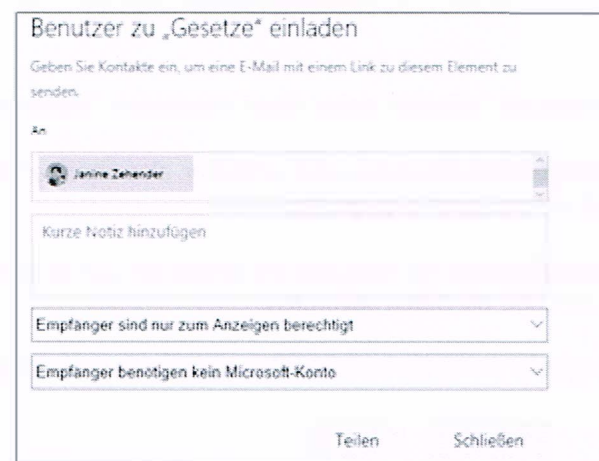 Benutzer zu „Gesetze“ einladen
Geben Sie Kontakte ein, um eine E-Mail mit einem Link zu diesem Element zu
senden.
An
Janine Zehender
Kurze Notiz hinzufügen
Empfänger sind nur zum Anzeigen berechtigt
Empfänger benötigen kein Microsoft-Konto
Teilen Schließen